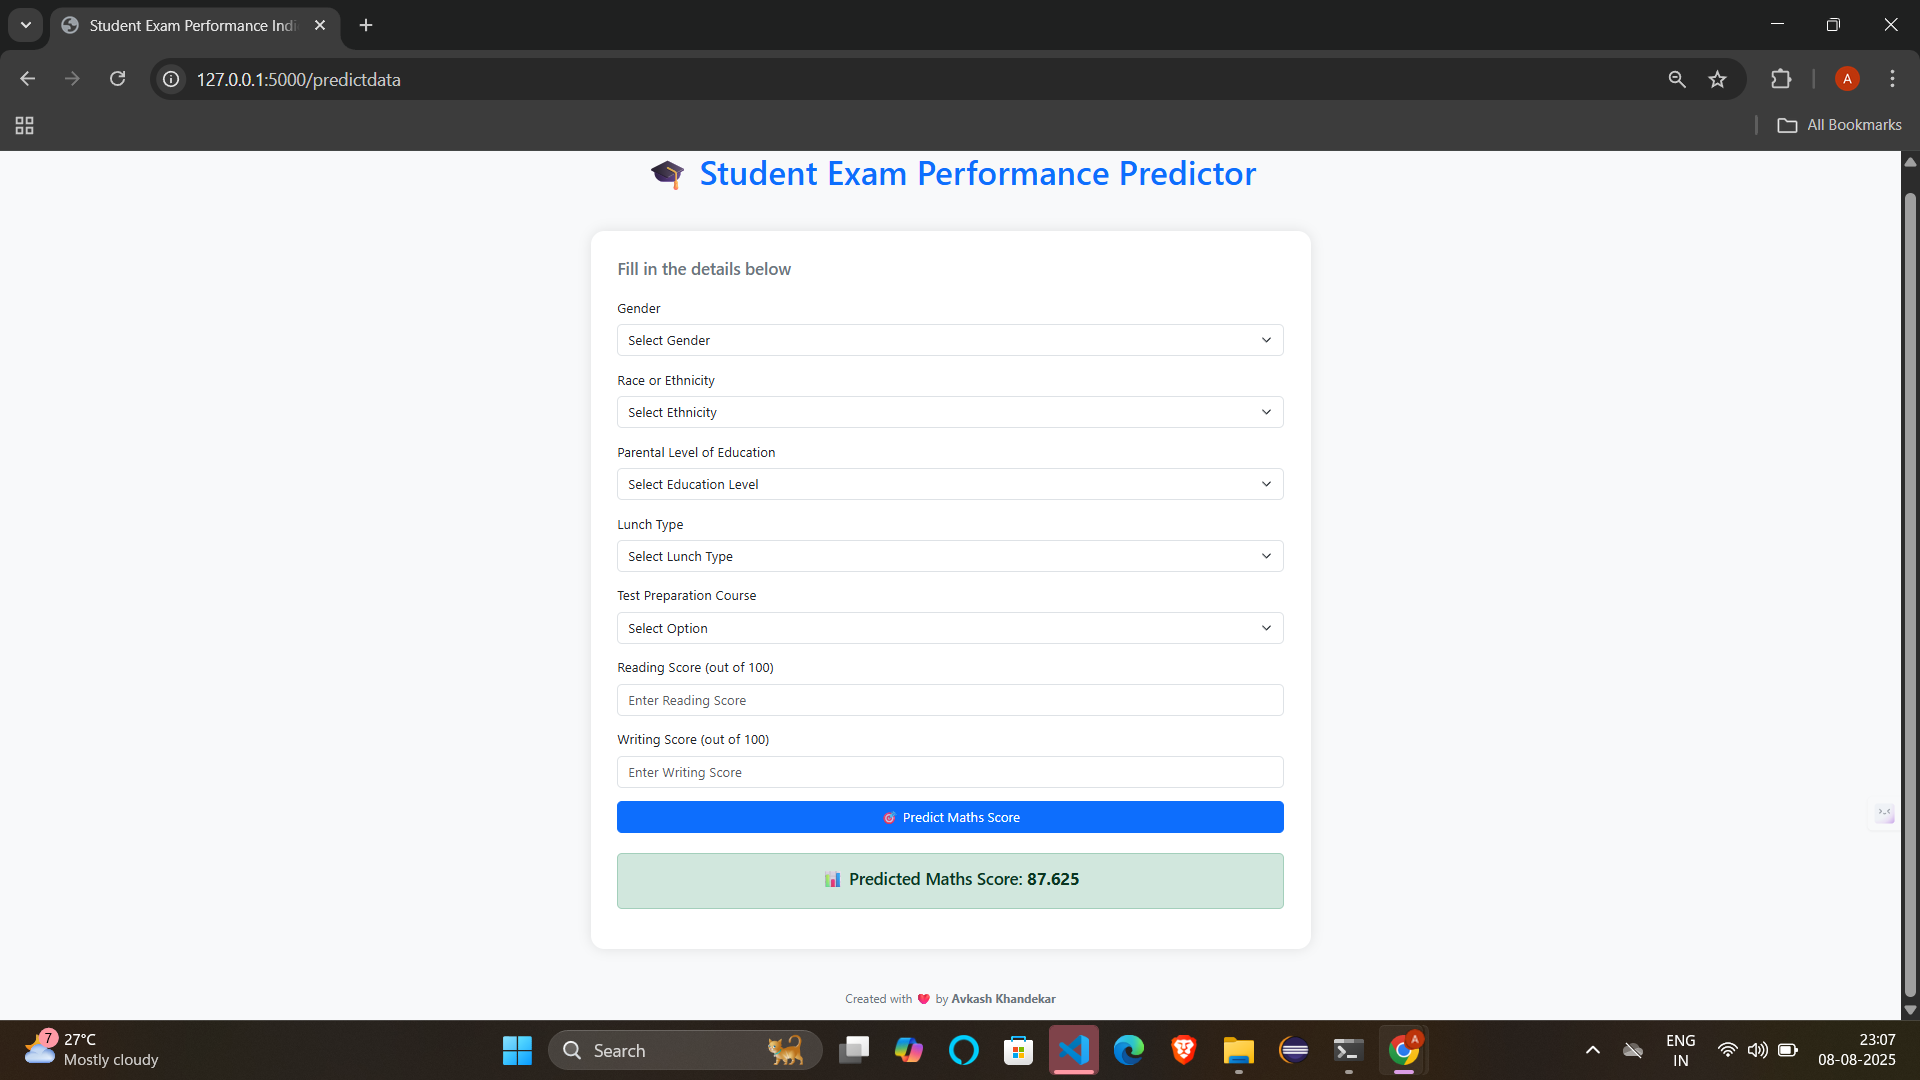 Student Exam Performance Indi
127.0.0.1:5000/predictdata
A
All Bookmarks
Student Exam Performance Predictor
Fill in the details below
Gender
Select Gender
Race or Ethnicity
Select Ethnicity
Parental Level of Education
Select Education Level
Lunch Type
Select Lunch Type
Test Preparation Course
Select Option
Reading Score (out of 100)
Enter Reading Score
Writing Score (out of 100)
Enter Writing Score
Predict Maths Score
Predicted Maths Score: 87.625
Created with ❤️ by Avkash Khandekar
7
27°C
Mostly cloudy
Search
A
ENG
IN
23:07
08-08-2025